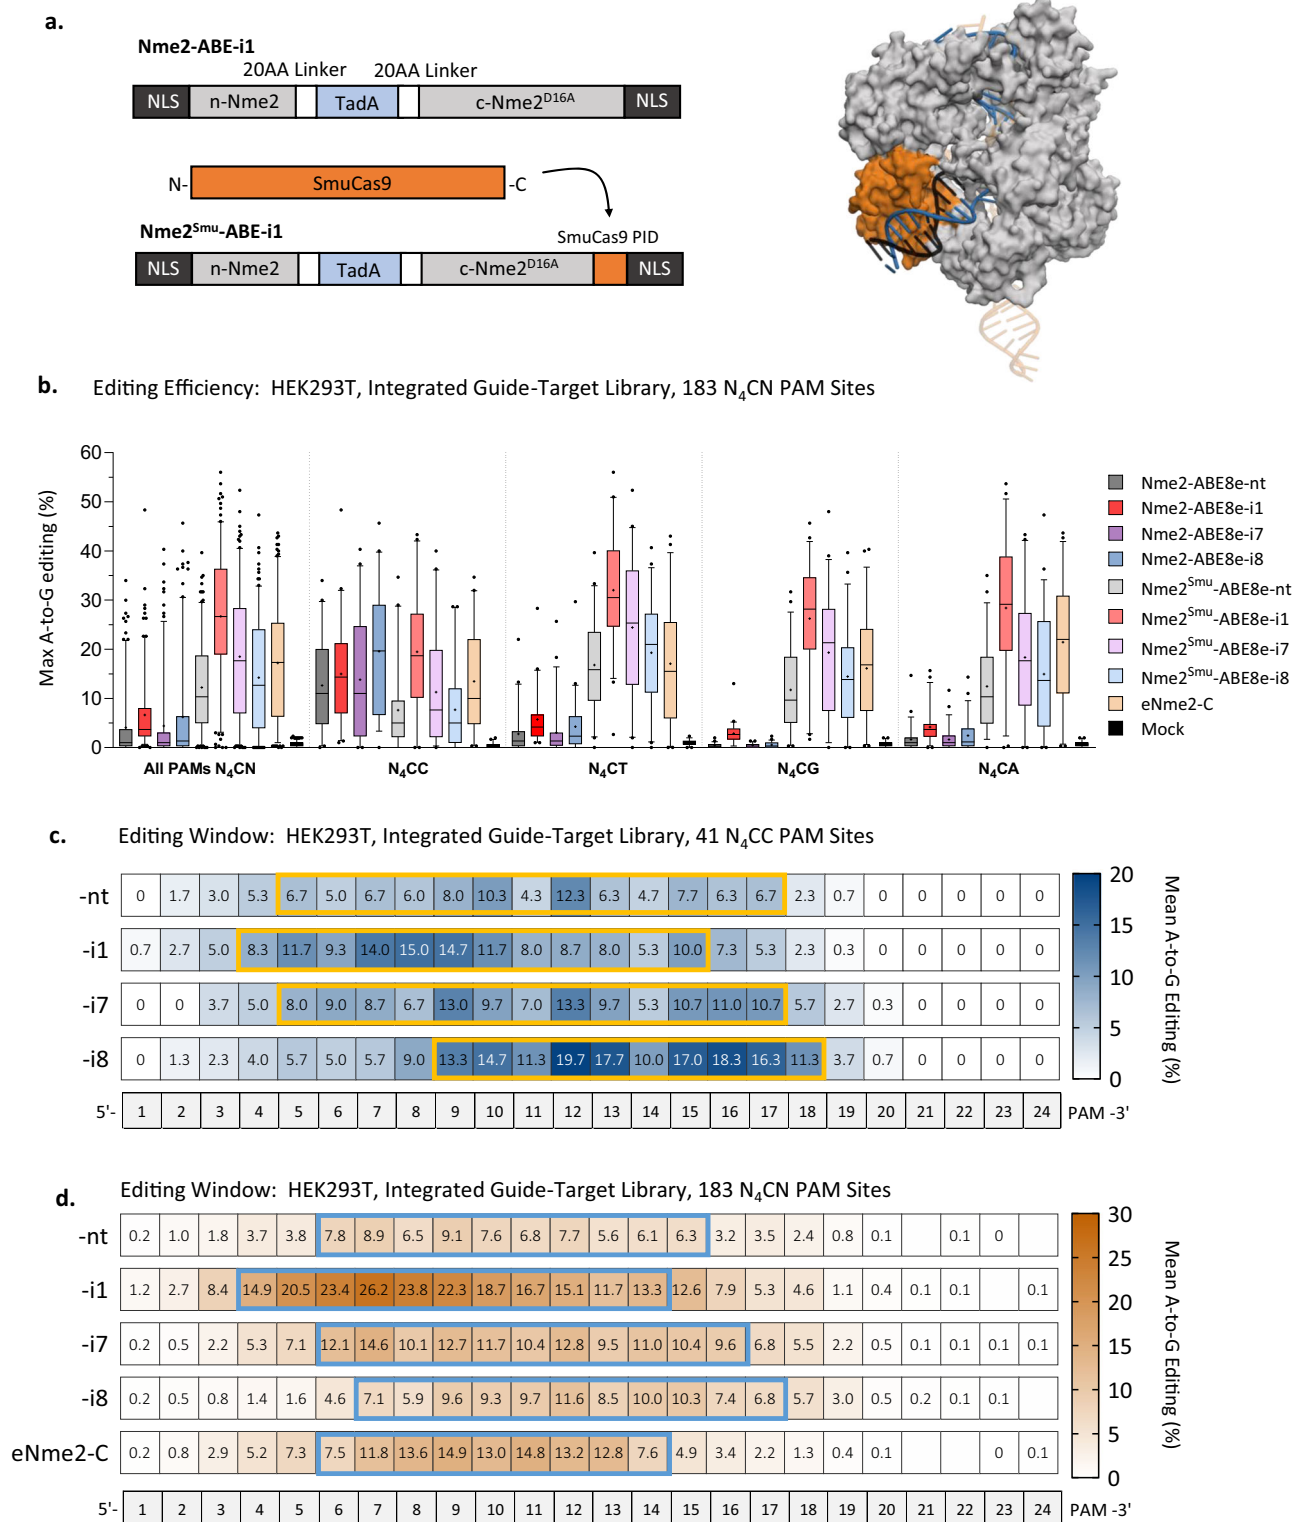 a.
Nme2-ABE-i1
20AA Linker 20AA Linker
NLS n-Nme2 TadA c-Nme2^D16A NLS
N- SmuCas9 -C
Nme2^Smu-ABE-i1
SmuCas9 PID
NLS n-Nme2 TadA c-Nme2^D16A NLS
b. Editing Efficiency: HEK293T, Integrated Guide-Target Library, 183 N₄CN PAM Sites
Max A-to-G editing (%)
60
50
40
30
20
10
0
All PAMs N₄CN N₄CC N₄CT N₄CG N₄CA
Nme2-ABE8e-nt
Nme2-ABE8e-i1
Nme2-ABE8e-i7
Nme2-ABE8e-i8
Nme2^Smu-ABE8e-nt
Nme2^Smu-ABE8e-i1
Nme2^Smu-ABE8e-i7
Nme2^Smu-ABE8e-i8
eNme2-C
Mock
c. Editing Window: HEK293T, Integrated Guide-Target Library, 41 N₄CC PAM Sites
-nt 0 1.7 3.0 5.3 6.7 5.0 6.7 6.0 8.0 10.3 4.3 12.3 6.3 4.7 7.7 6.3 6.7 2.3 0.7 0 0 0 0 0
-i1 0.7 2.7 5.0 8.3 11.7 9.3 14.0 15.0 14.7 11.7 8.0 8.7 8.0 5.3 10.0 7.3 5.3 2.3 0.3 0 0 0 0 0
-i7 0 0 3.7 5.0 8.0 9.0 8.7 6.7 13.0 9.7 7.0 13.3 9.7 5.3 10.7 11.0 10.7 5.7 2.7 0.3 0 0 0 0
-i8 0 1.3 2.3 4.0 5.7 5.0 5.7 9.0 13.3 14.7 11.3 19.7 17.7 10.0 17.0 18.3 16.3 11.3 3.7 0.7 0 0 0 0
5'- 1 2 3 4 5 6 7 8 9 10 11 12 13 14 15 16 17 18 19 20 21 22 23 24 PAM -3'
20
15
10
5
0
Mean A-to-G Editing (%)
d. Editing Window: HEK293T, Integrated Guide-Target Library, 183 N₄CN PAM Sites
-nt 0.2 1.0 1.8 3.7 3.8 7.8 8.9 6.5 9.1 7.6 6.8 7.7 5.6 6.1 6.3 3.2 3.5 2.4 0.8 0.1 0.1 0
-i1 1.2 2.7 8.4 14.9 20.5 23.4 26.2 23.8 22.3 18.7 16.7 15.1 11.7 13.3 12.6 7.9 5.3 4.6 1.1 0.4 0.1 0.1 0.1
-i7 0.2 0.5 2.2 5.3 7.1 12.1 14.6 10.1 12.7 11.7 10.4 12.8 9.5 11.0 10.4 9.6 6.8 5.5 2.2 0.5 0.1 0.1 0.1 0.1
-i8 0.2 0.5 0.8 1.4 1.6 4.6 7.1 5.9 9.6 9.3 9.7 11.6 8.5 10.0 10.3 7.4 6.8 5.7 3.0 0.5 0.2 0.1 0.1
eNme2-C 0.2 0.8 2.9 5.2 7.3 7.5 11.8 13.6 14.9 13.0 14.8 13.2 12.8 7.6 4.9 3.4 2.2 1.3 0.4 0.1 0 0.1
5'- 1 2 3 4 5 6 7 8 9 10 11 12 13 14 15 16 17 18 19 20 21 22 23 24 PAM -3'
30
25
20
15
10
5
0
Mean A-to-G Editing (%)